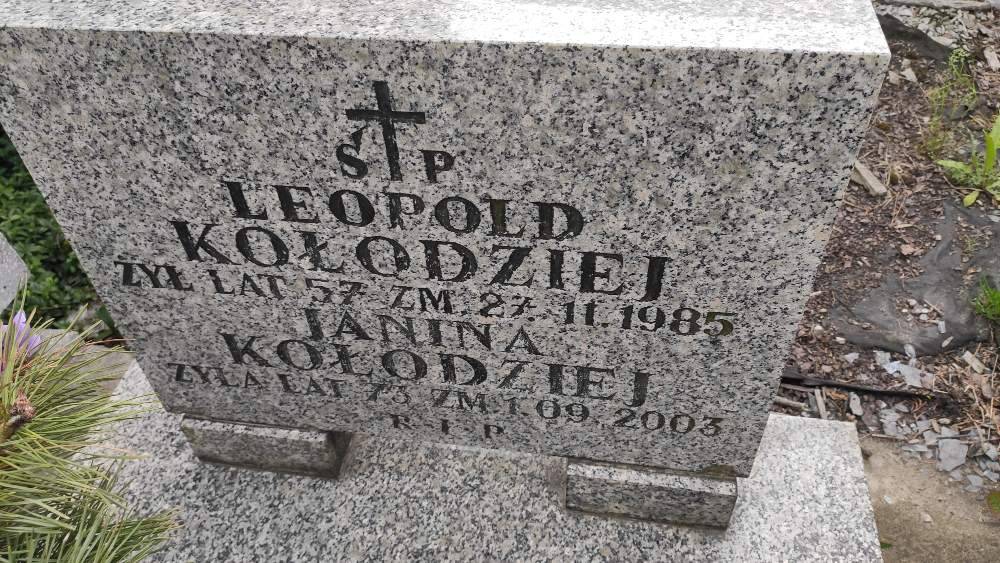 Ś P
LEOPOLD
KOŁODZIEJ
ŻYŁ LAT 57 ZM. 27. 11. 1985
JANINA
KOŁODZIEJ
ŻYŁA LAT 73 ZM. 1 09. 2003
R I P